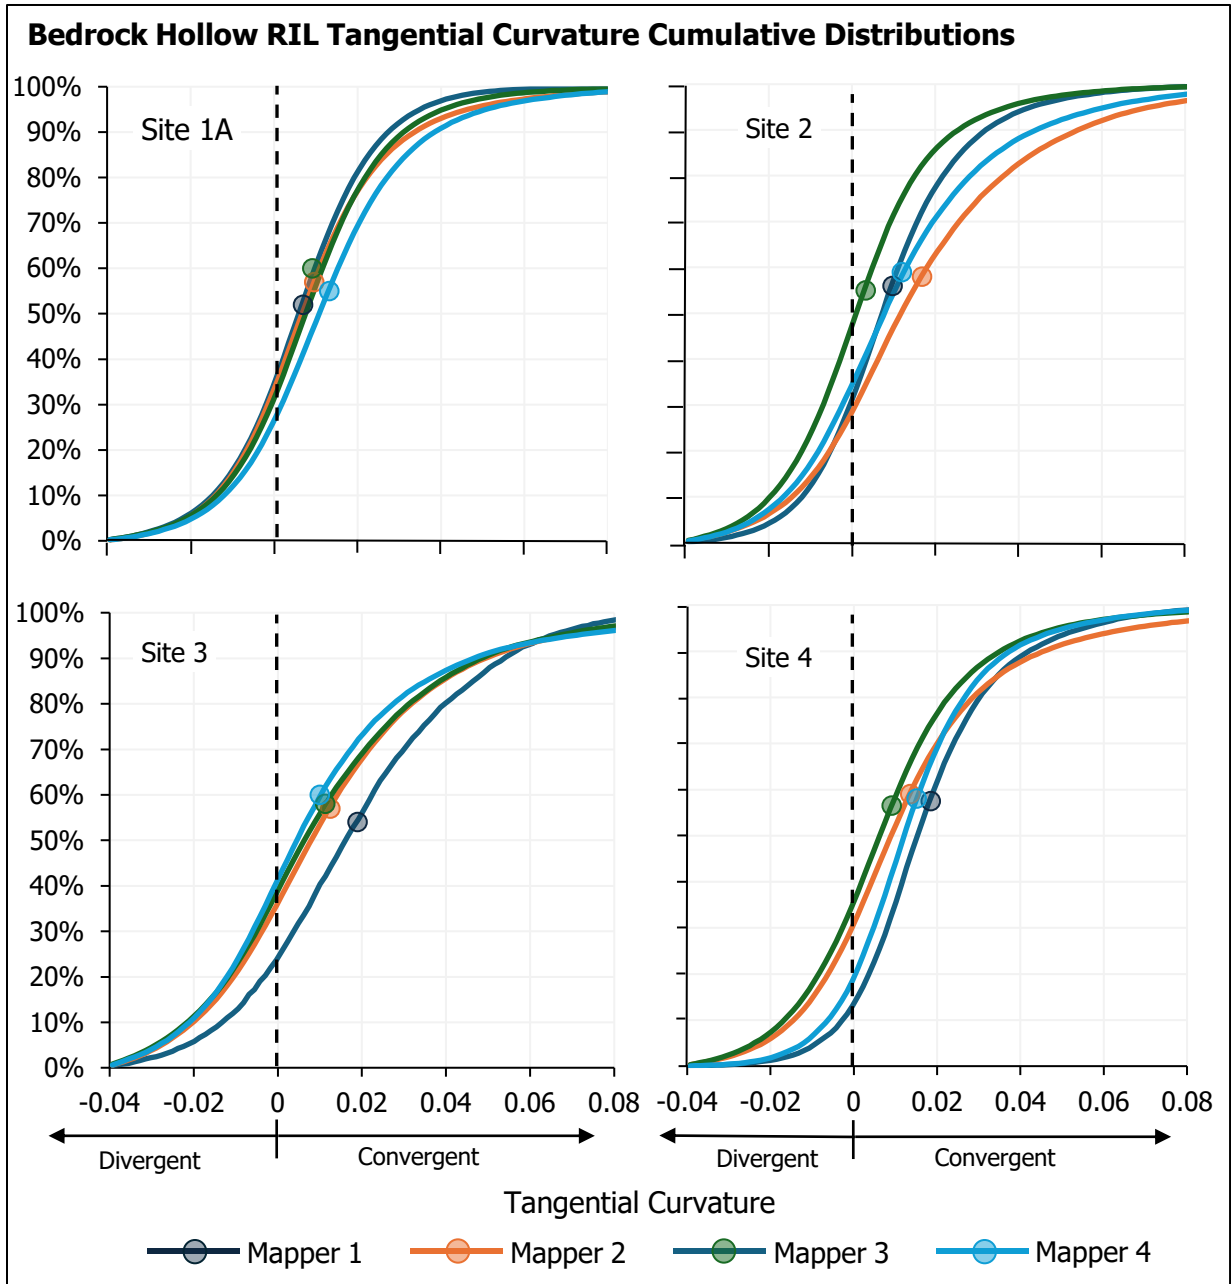 Bedrock Hollow RIL Tangential Curvature Cumulative Distributions
100%
90%
80%
70%
60%
50%
40%
30%
20%
10%
0%
Site 1A
Site 2
100%
90%
80%
70%
60%
50%
40%
30%
20%
10%
0%
Site 3
Site 4
-0.04 -0.02 0 0.02 0.04 0.06 0.08
-0.04 -0.02 0 0.02 0.04 0.06 0.08
Divergent Convergent
Divergent Convergent
Tangential Curvature
Mapper 1 Mapper 2 Mapper 3 Mapper 4